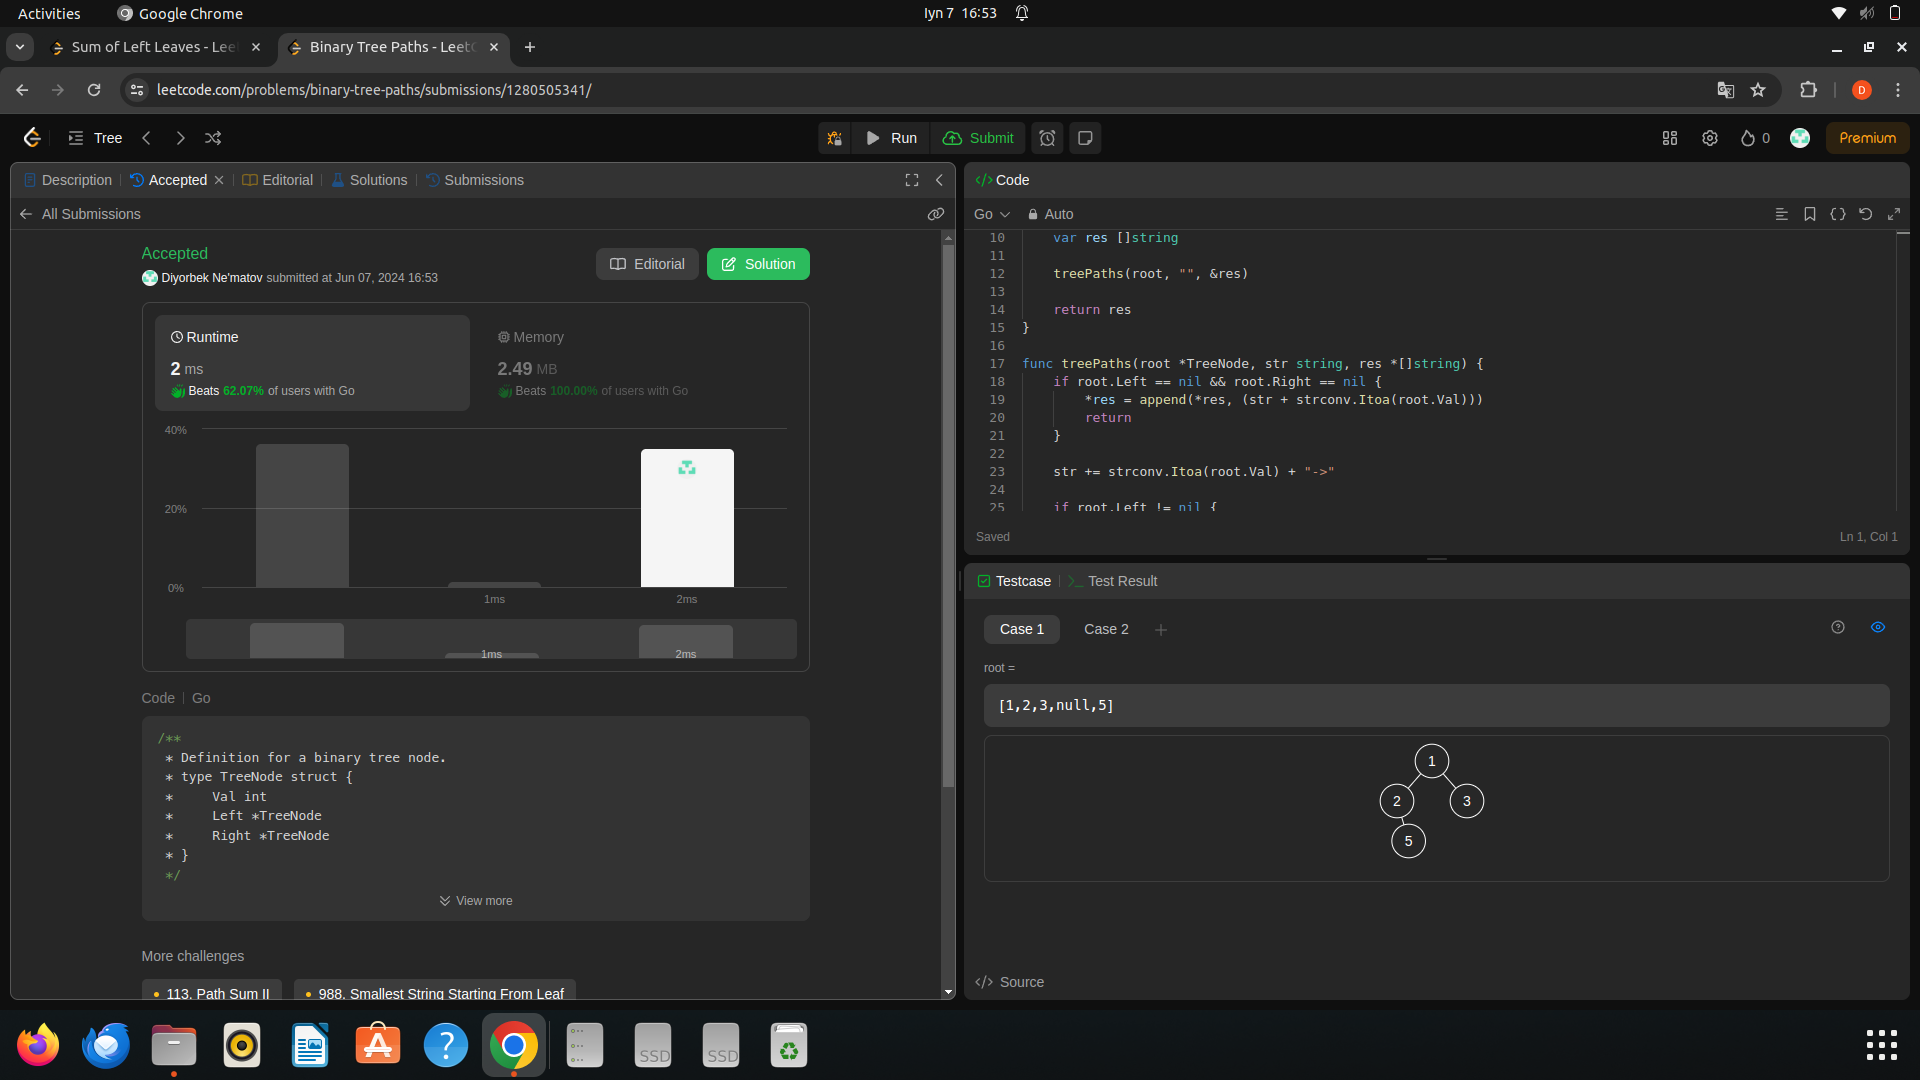 Activities
Google Chrome
Iyn 7 16:53
Sum of Left Leaves - Lee
Binary Tree Paths - LeetC
leetcode.com/problems/binary-tree-paths/submissions/1280505341/
D
Tree
Run
Submit
0
Premium
Description
Accepted
Editorial
Solutions
Submissions
All Submissions
Accepted
Diyorbek Ne'matov submitted at Jun 07, 2024 16:53
Editorial
Solution
Runtime
2 ms
Beats 62.07% of users with Go
Memory
2.49 MB
Beats 100.00% of users with Go
40%
20%
0%
1ms
2ms
1ms
2ms
Code
Go
/**
* Definition for a binary tree node.
* type TreeNode struct {
* Val int
* Left *TreeNode
* Right *TreeNode
* }
*/
View more
More challenges
113. Path Sum II
988. Smallest String Starting From Leaf
</> Code
Go
Auto
10 var res []string
11
12 treePaths(root, "", &res)
13
14 return res
15 }
16
17 func treePaths(root *TreeNode, str string, res *[]string) {
18 if root.Left == nil && root.Right == nil {
19 *res = append(*res, (str + strconv.Itoa(root.Val)))
20 return
21 }
22
23 str += strconv.Itoa(root.Val) + "->"
24
25 if root.Left != nil {
Saved
Ln 1, Col 1
Testcase
Test Result
Case 1
Case 2
root =
[1,2,3,null,5]
1
2
3
5
</> Source
SSD
SSD